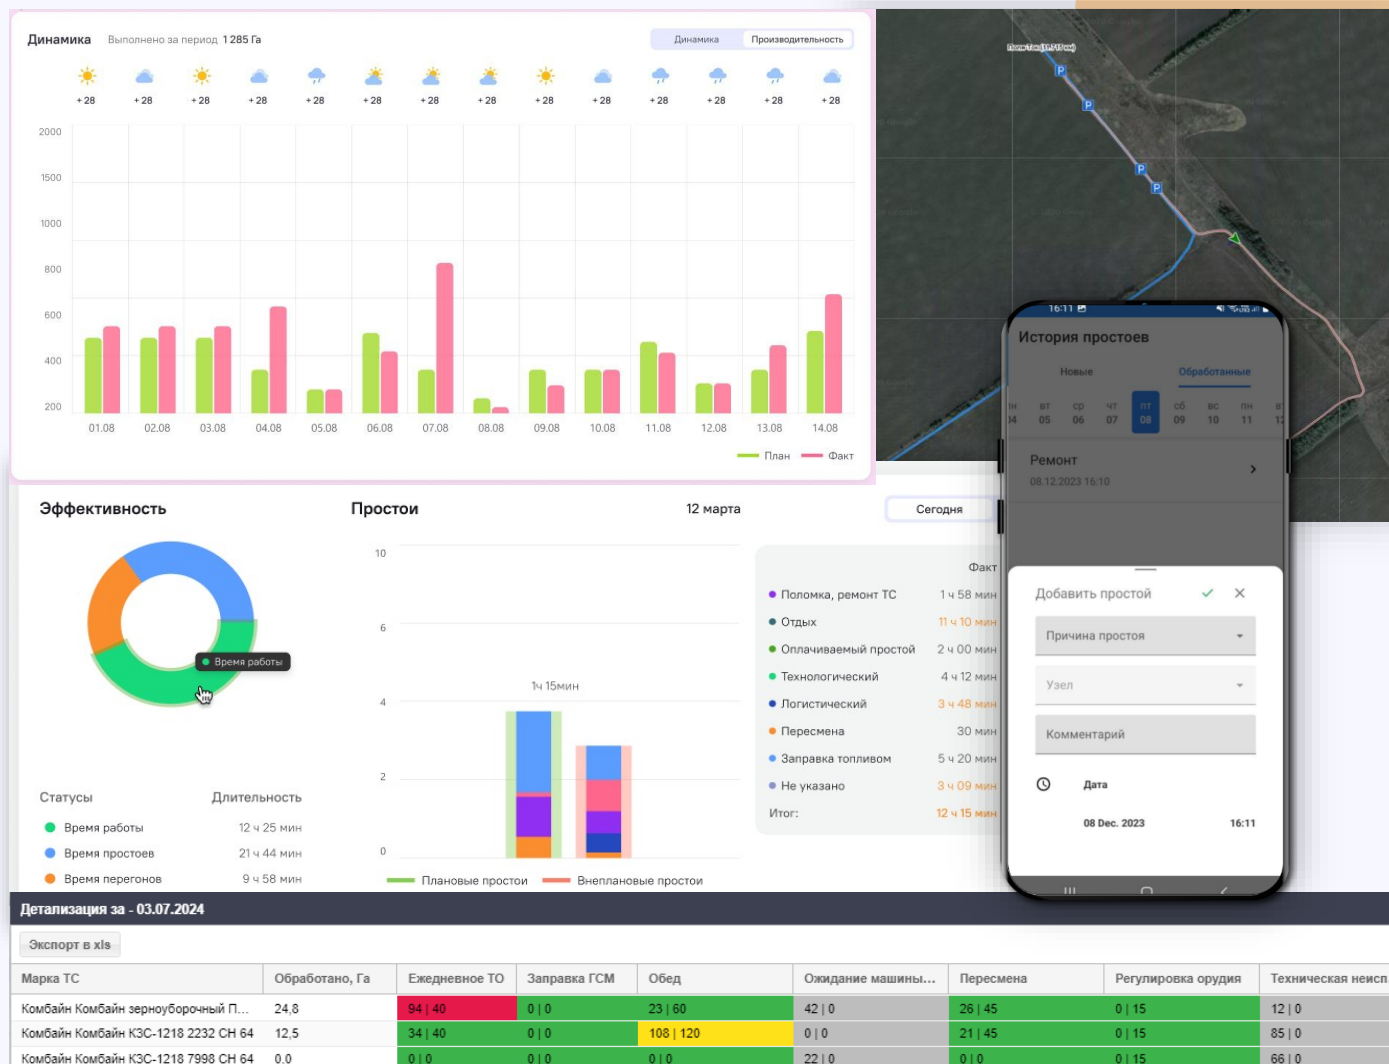 Динамика Выполнено за период 1 285 Га Динамика Производительность
+28 +28 +28 +28 +28 +28 +28 +28 +28 +28 +28 +28 +28 +28
2000
1500
1000
800
600
400
200
01.08 02.08 03.08 04.08 05.08 06.08 07.08 08.08 09.08 10.08 11.08 12.08 13.08 14.08
План Факт
P
P
P
P
16:11
История простоев
Новые Обработанные
вт ср чт пт сб вс пн
05 06 07 08 09 10 11
Ремонт
08.12.2023 16:10
Добавить простой
Причина простоя
Узел
Комментарий
Дата
08 Dec. 2023 16:11
Эффективность
Время работы
Статусы Длительность
Время работы 12 ч 25 мин
Время простоев 21 ч 44 мин
Время перегонов 9 ч 58 мин
Простои 12 марта Сегодня
10
6
4
2
0
1ч 15мин
Плановые простои Внеплановые простои
Факт
Поломка, ремонт ТС 1 ч 58 мин
Отдых 11 ч 10 мин
Оплачиваемый простой 2 ч 00 мин
Технологический 4 ч 12 мин
Логистический 3 ч 48 мин
Пересмена 30 мин
Заправка топливом 5 ч 20 мин
Не указано 3 ч 09 мин
Итог: 12 ч 15 мин
Детализация за - 03.07.2024
Экспорт в xls
Марка ТС Обработано, Га Ежедневное ТО Заправка ГСМ Обед Ожидание машины... Пересмена Регулировка орудия Техническая неисп
Комбайн Комбайн зерноуборочный П... 24,8 94 | 40 0 | 0 23 | 60 42 | 0 26 | 45 0 | 15 12 | 0
Комбайн Комбайн КЗС-1218 2232 СН 64 12,5 34 | 40 0 | 0 108 | 120 0 | 0 21 | 45 0 | 15 85 | 0
Комбайн Комбайн КЗС-1218 7998 СН 64 0,0 0 | 0 0 | 0 0 | 0 22 | 0 0 | 0 0 | 15 66 | 0